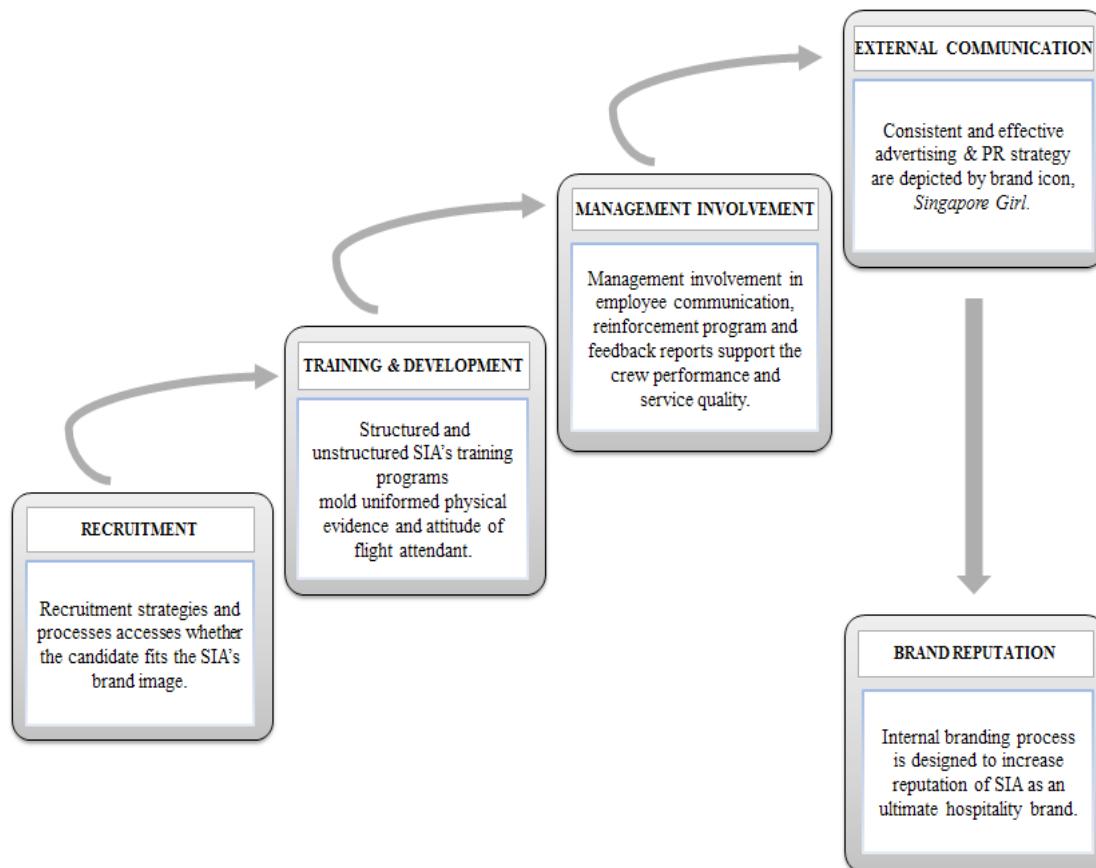 RECRUITMENT
Recruitment strategies and
processes accesses whether
the candidate fits the SIA's
brand image.
TRAINING & DEVELOPMENT
Structured and
unstructured SIA's training
programs
mold uniformed physical
evidence and attitude of
flight attendant.
MANAGEMENT INVOLVEMENT
Management involvement in
employee communication,
reinforcement program and
feedback reports support the
crew performance and
service quality.
EXTERNAL COMMUNICATION
Consistent and effective
advertising & PR strategy
are depicted by brand icon,
Singapore Girl.
BRAND REPUTATION
Internal branding process
is designed to increase
reputation of SIA as an
ultimate hospitality brand.